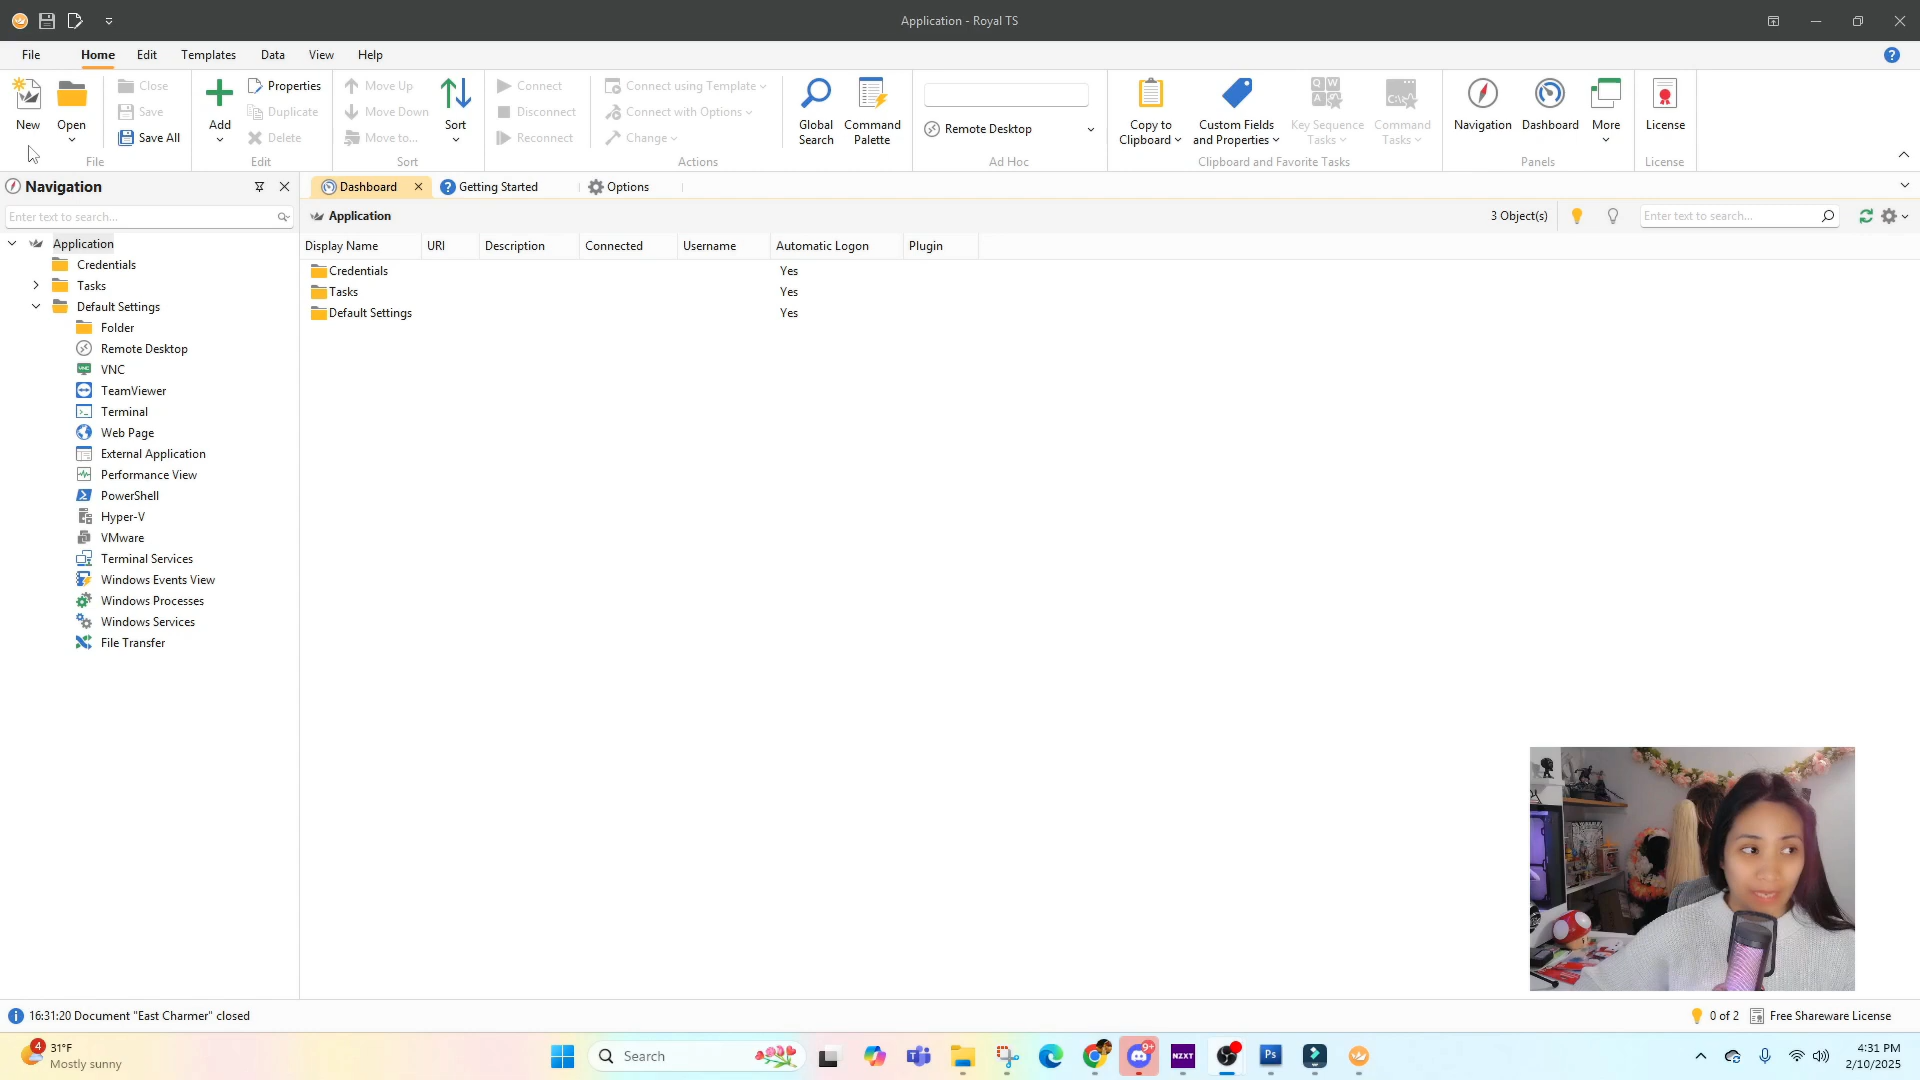 Application - Royal TS
File Home Edit Templates Data View Help
New Open Close Save Save All
File
Add Properties Duplicate Delete
Edit
Move Up Move Down Move to... Sort
Sort
Connect Disconnect Reconnect
Connect using Template Connect with Options Change
Actions
Global Search Command Palette
Remote Desktop
Ad Hoc
Copy to Clipboard Custom Fields and Properties Key Sequence Tasks Command Tasks
Clipboard and Favorite Tasks
Navigation Dashboard More
Panels
License
License
Navigation
Enter text to search...
Application
Credentials
Tasks
Default Settings
Folder
Remote Desktop
VNC
TeamViewer
Terminal
Web Page
External Application
Performance View
PowerShell
Hyper-V
VMware
Terminal Services
Windows Events View
Windows Processes
Windows Services
File Transfer
Dashboard Getting Started Options
Application 3 Object(s) Enter text to search...
Display Name URI Description Connected Username Automatic Logon Plugin
Credentials Yes
Tasks Yes
Default Settings Yes
16:31:20 Document "East Charmer" closed
0 of 2 Free Shareware License
4 31°F
Mostly sunny
Search
9+
NZXT
Ps
4:31 PM
2/10/2025